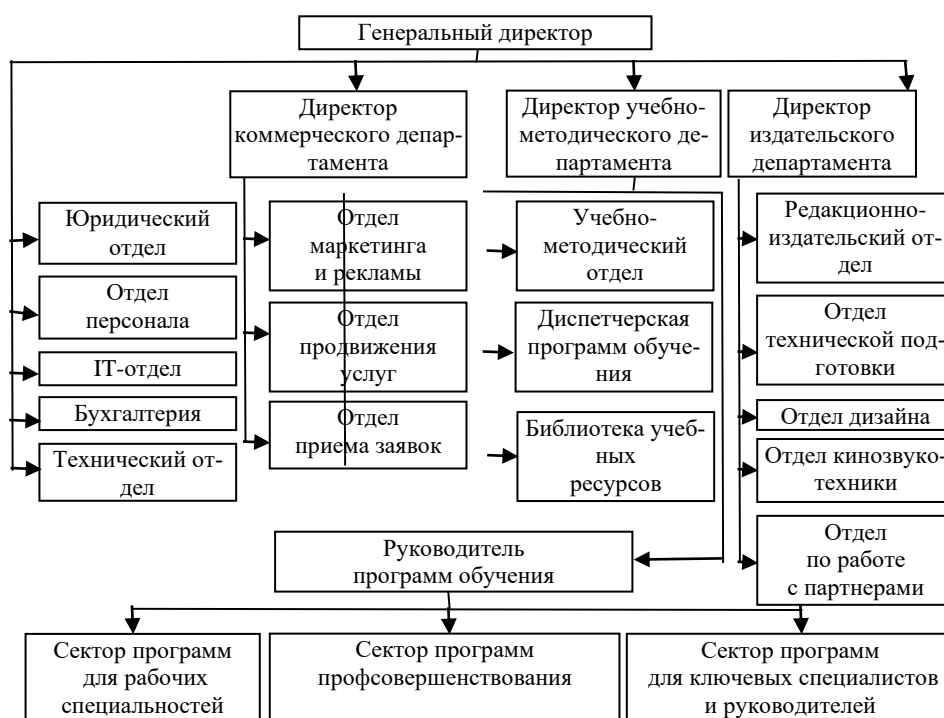 Генеральный директор
Директор
коммерческого депар-
тамента
Директор учебно-
методического де-
партамента
Директор
издательского
департамента
Юридический
отдел
Отдел
персонала
IT-отдел
Бухгалтерия
Технический от-
дел
Отдел
маркетинга
и рекламы
Отдел
продвижения
услуг
Отдел
приема заявок
Учебно-
методический
отдел
Диспетчерская
программ обуче-
ния
Библиотека учеб-
ных
ресурсов
Редакционно-
издательский от-
дел
Отдел
технической под-
готовки
Отдел дизайна
Отдел кинозвуко-
техники
Отдел
по работе
с партнерами
Руководитель
программ обучения
Сектор программ
для рабочих
специальностей
Сектор программ
профсовершенствования
Сектор программ
для ключевых специалистов
и руководителей